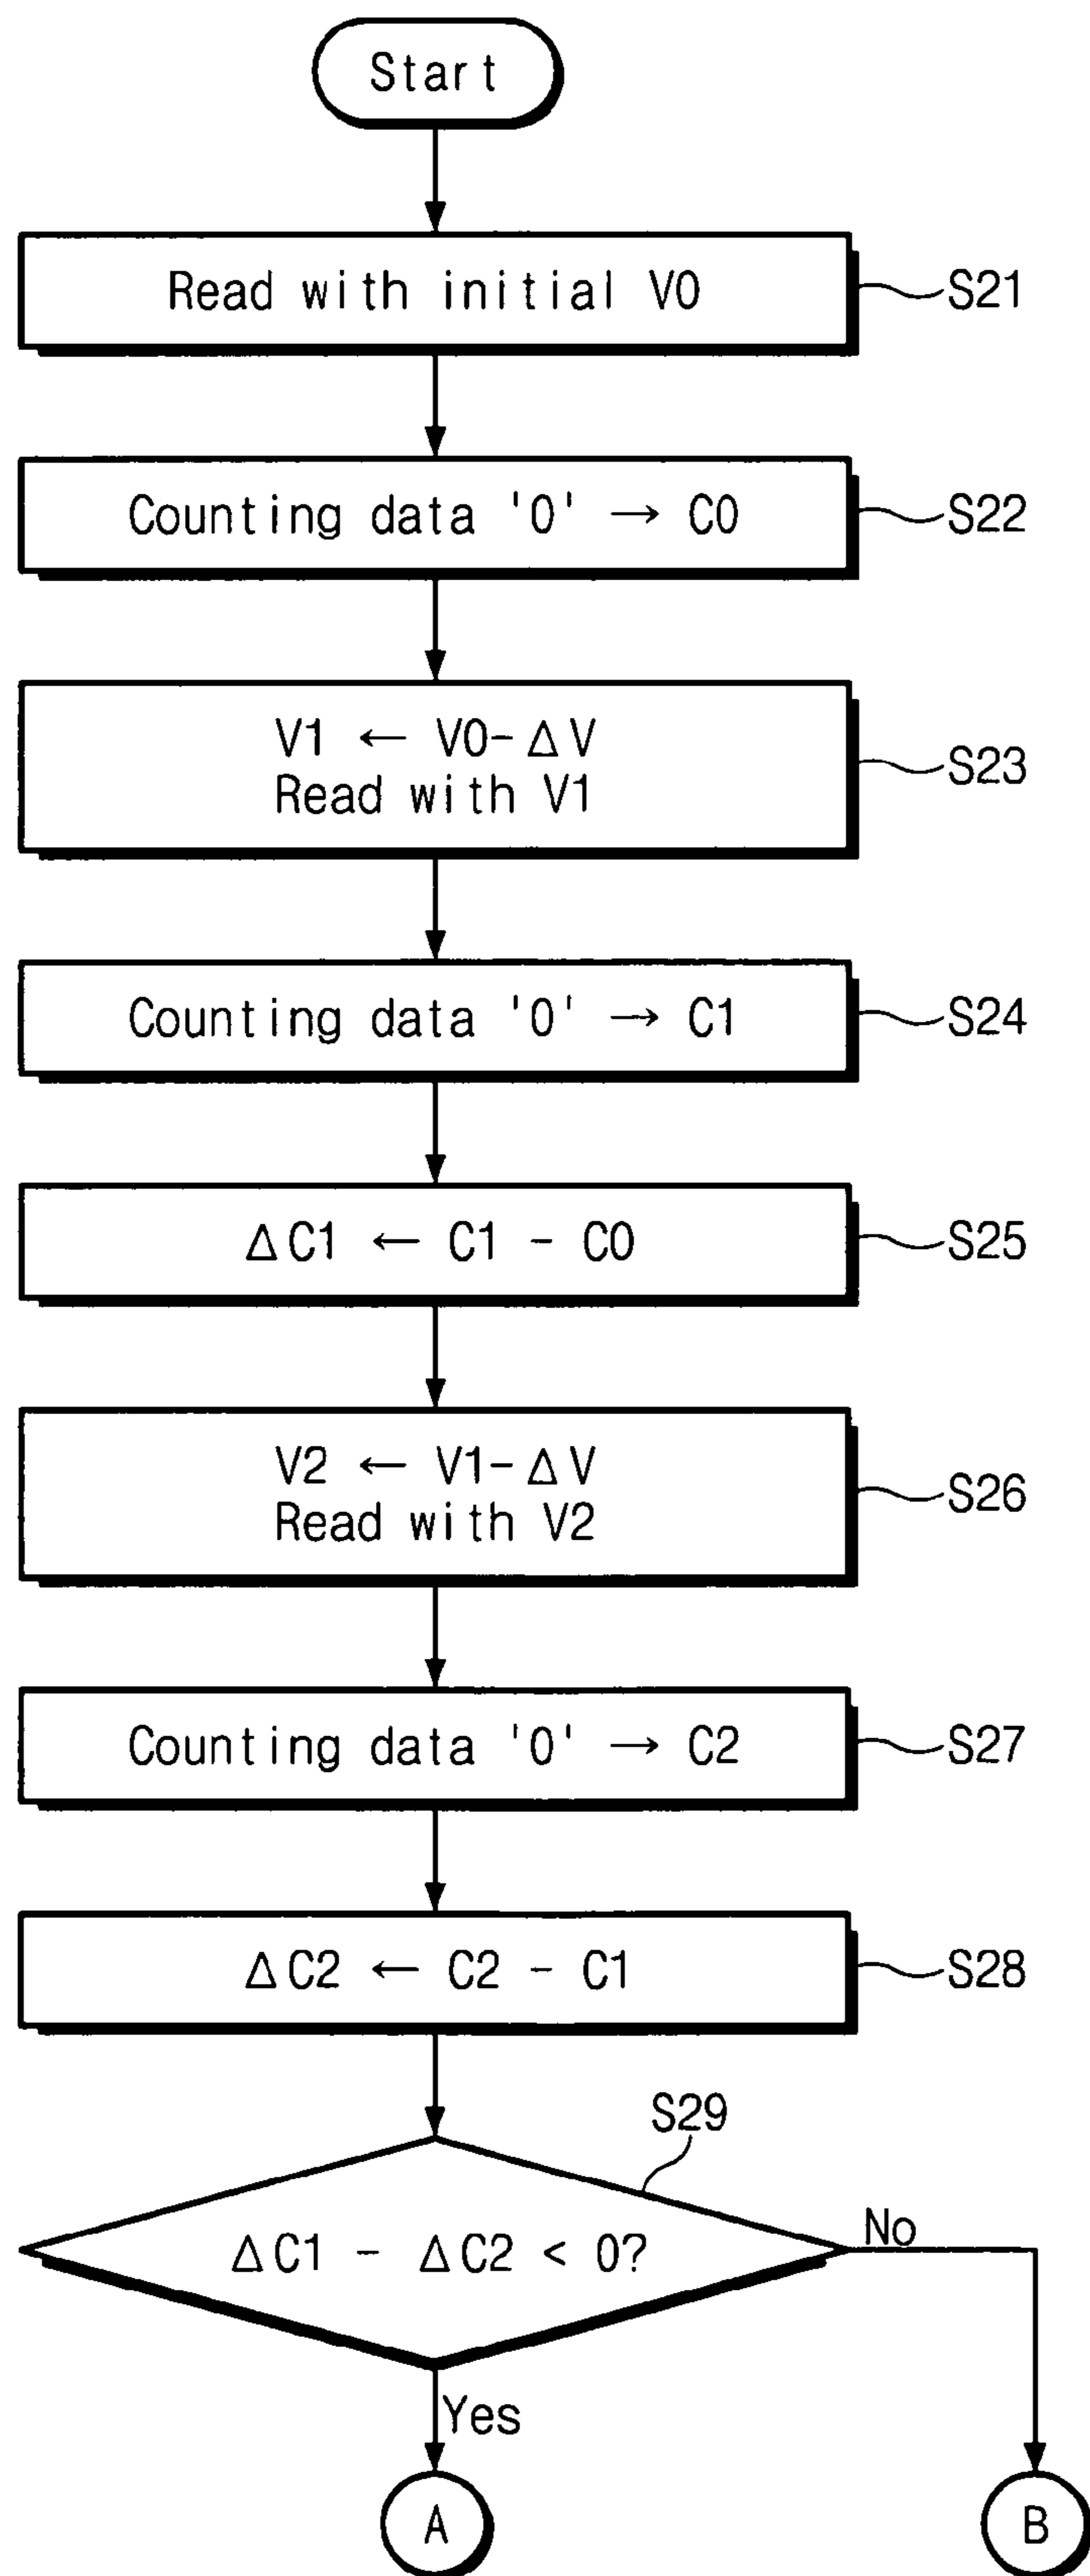 Start
Read with initial V0
S21
Counting data '0' → C0
S22
V1 ← V0-ΔV
Read with V1
S23
Counting data '0' → C1
S24
ΔC1 ← C1 - C0
S25
V2 ← V1-ΔV
Read with V2
S26
Counting data '0' → C2
S27
ΔC2 ← C2 - C1
S28
S29
ΔC1 - ΔC2 < 0?
No
Yes
A
B